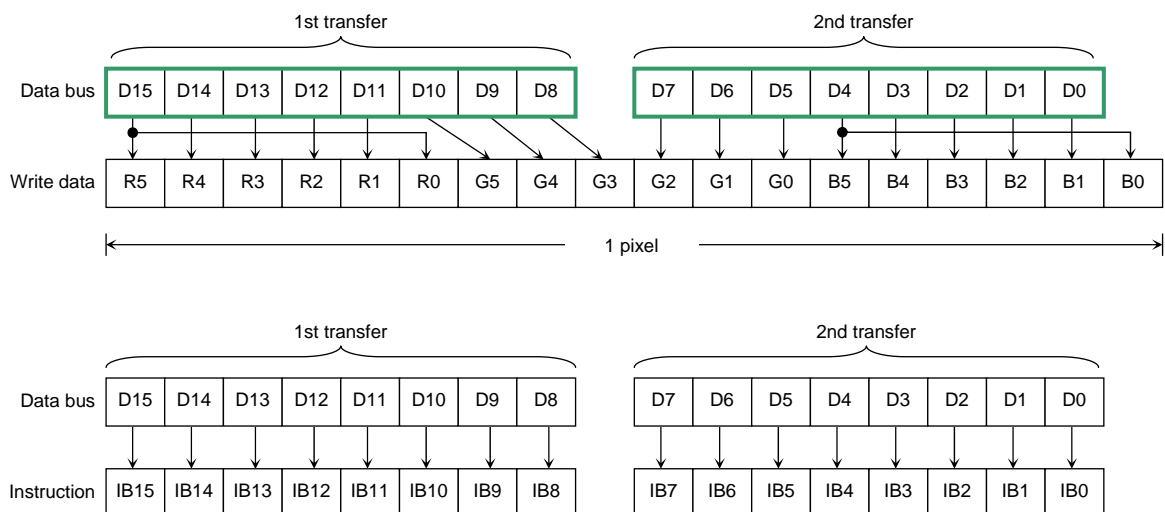 1st transfer 2nd transfer
Data bus D15 D14 D13 D12 D11 D10 D9 D8 D7 D6 D5 D4 D3 D2 D1 D0
Write data R5 R4 R3 R2 R1 R0 G5 G4 G3 G2 G1 G0 B5 B4 B3 B2 B1 B0
1 pixel
1st transfer 2nd transfer
Data bus D15 D14 D13 D12 D11 D10 D9 D8 D7 D6 D5 D4 D3 D2 D1 D0
Instruction IB15 IB14 IB13 IB12 IB11 IB10 IB9 IB8 IB7 IB6 IB5 IB4 IB3 IB2 IB1 IB0